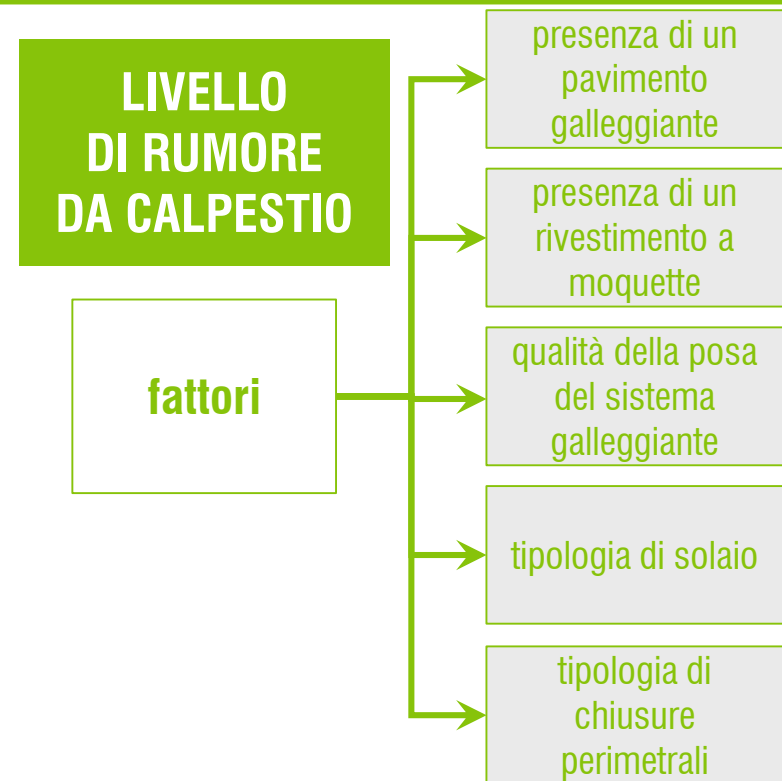 LIVELLO
DI RUMORE
DA CALPESTIO
fattori
presenza di un
pavimento
galleggiante
presenza di un
rivestimento a
moquette
qualità della posa
del sistema
galleggiante
tipologia di solaio
tipologia di
chiusure
perimetrali